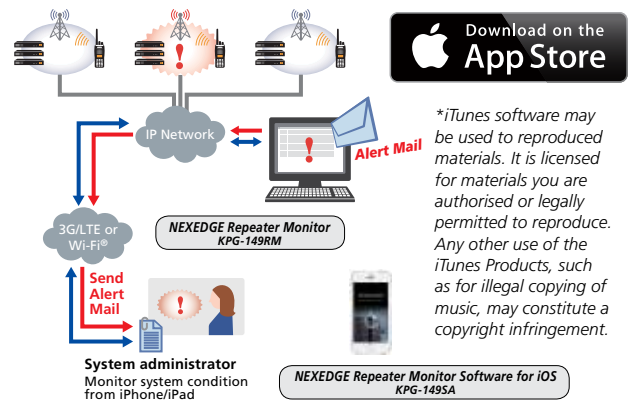 Download on the
App Store
IP Network
Alert Mail
*iTunes software may
be used to reproduced
materials. It is licensed
for materials you are
authorised or legally
permitted to reproduce.
Any other use of the
iTunes Products, such
as for illegal copying of
music, may constitute a
copyright infringement.
NEXEDGE Repeater Monitor
KPG-149RM
3G/LTE or
Wi-Fi®
Send
Alert
Mail
System administrator
Monitor system condition
from iPhone/iPad
NEXEDGE Repeater Monitor Software for iOS
KPG-149SA